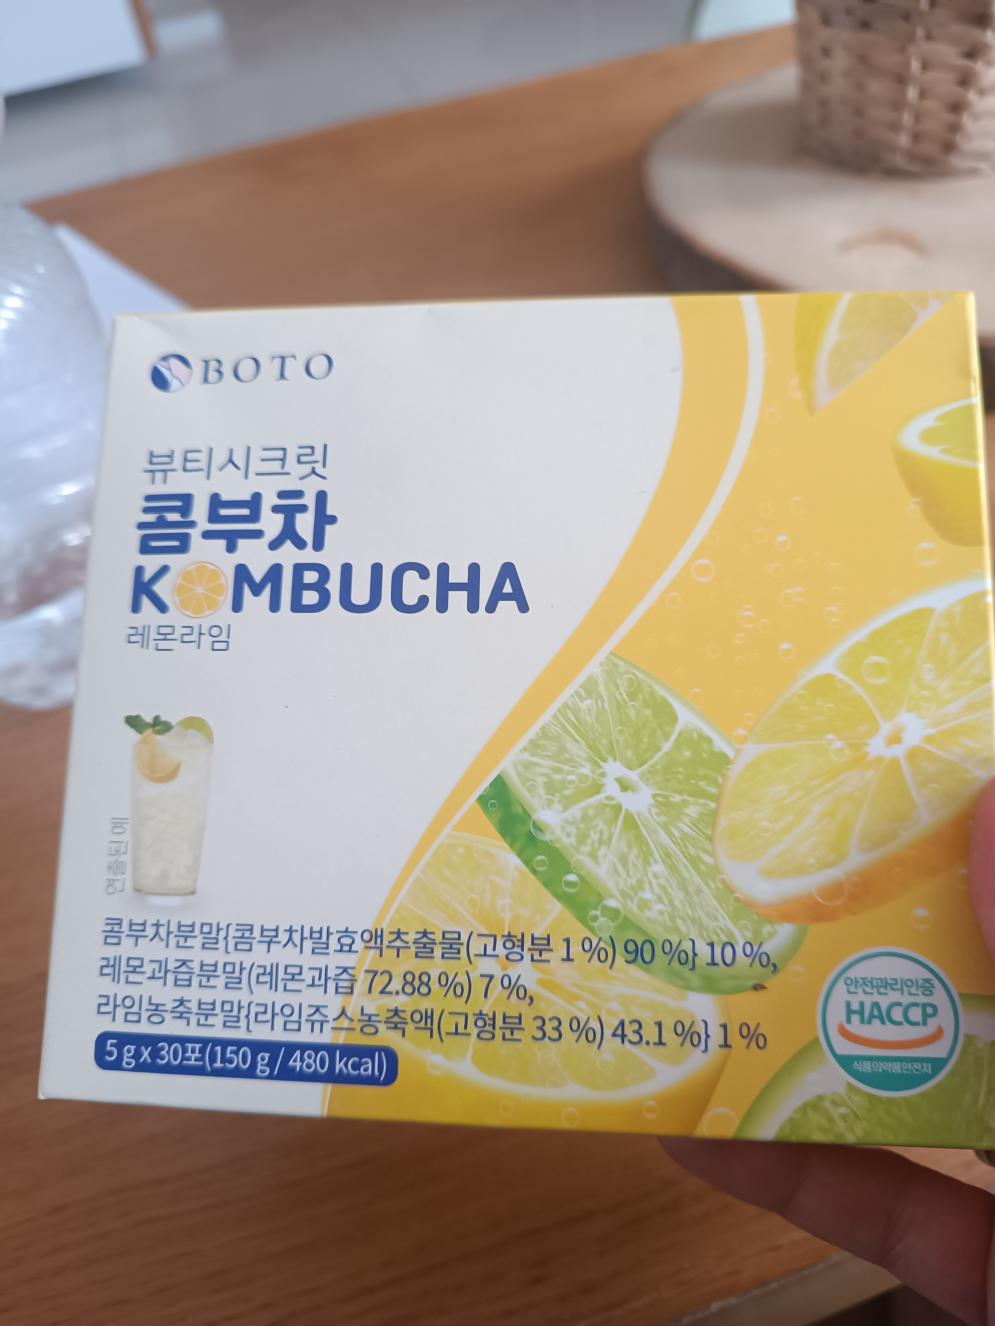 BOTO
뷰티시크릿
콤부차
KOMBUCHA
레몬라임
연출된 예
콤부차분말{콤부차발효액추출물(고형분 1 %) 90 %} 10 %,
레몬과즙분말(레몬과즙 72.88 %) 7 %,
라임농축분말{라임쥬스농축액(고형분 33 %) 43.1 %} 1 %
5 g x 30포(150 g / 480 kcal)
안전관리인증
HACCP
식품의약품안전처